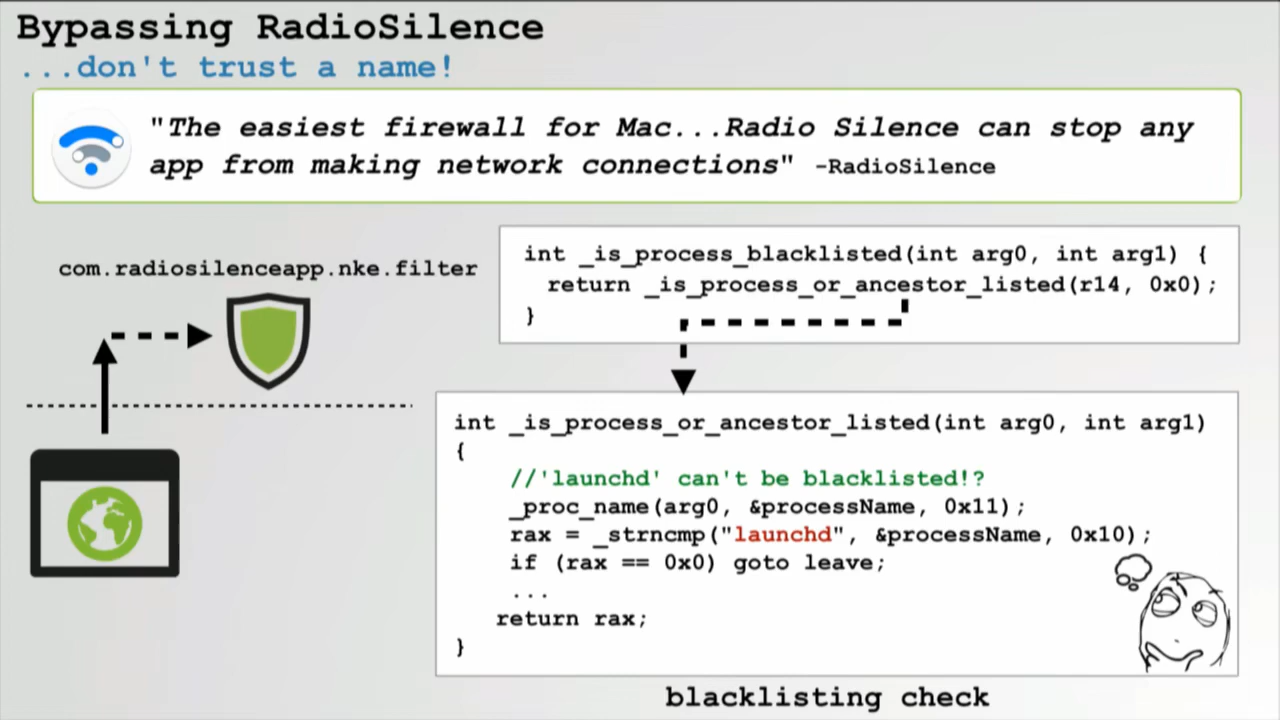 Bypassing RadioSilence
...don't trust a name!
"The easiest firewall for Mac...Radio Silence can stop any
app from making network connections" -RadioSilence
com.radiosilenceapp.nke.filter
int _is_process_blacklisted(int arg0, int arg1) {
return _is_process_or_ancestor_listed(r14, 0x0);
}
int _is_process_or_ancestor_listed(int arg0, int arg1)
{
//'launchd' can't be blacklisted!?
_proc_name(arg0, &processName, 0x11);
rax = _strncmp("launchd", &processName, 0x10);
if (rax == 0x0) goto leave;
...
return rax;
}
blacklisting check